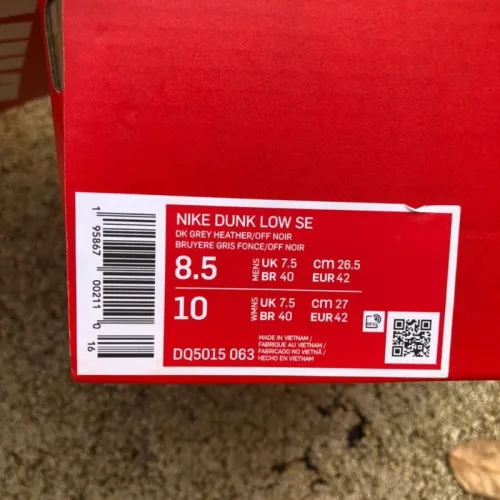 NIKE DUNK LOW SE
DK GREY HEATHER/OFF NOIR
BRUYERE GRIS FONCE/OFF NOIR
8.5 MENS UK 7.5 CM 26.5
BR 40 EUR 42
10 WMNS UK 7.5 CM 27
BR 40 EUR 42
MADE IN VIETNAM /
FABRIQUE AU VIETNAM /
FACBRICADO NO VIETNÃ /
HECHO EN VIETNAM
DQ5015 063
1 95867 00211 0 16